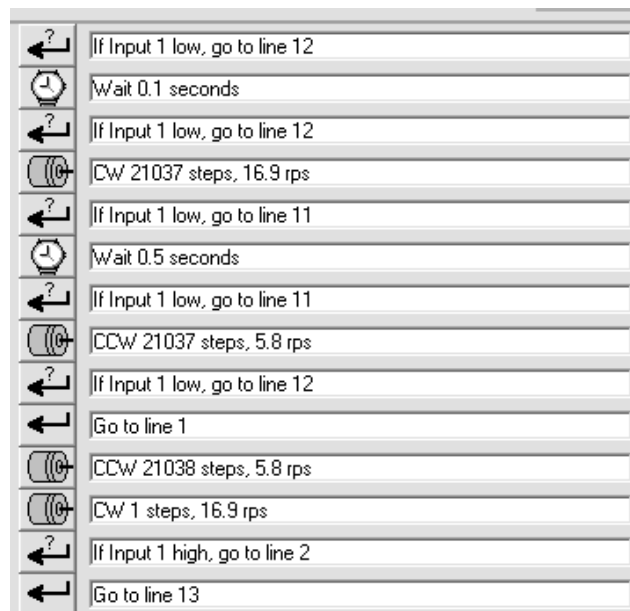 If Input 1 low, go to line 12
Wait 0.1 seconds
If Input 1 low, go to line 12
CW 21037 steps, 16.9 rps
If Input 1 low, go to line 11
Wait 0.5 seconds
If Input 1 low, go to line 11
CCW 21037 steps, 5.8 rps
If Input 1 low, go to line 12
Go to line 1
CCW 21038 steps, 5.8 rps
CW 1 steps, 16.9 rps
If Input 1 high, go to line 2
Go to line 13